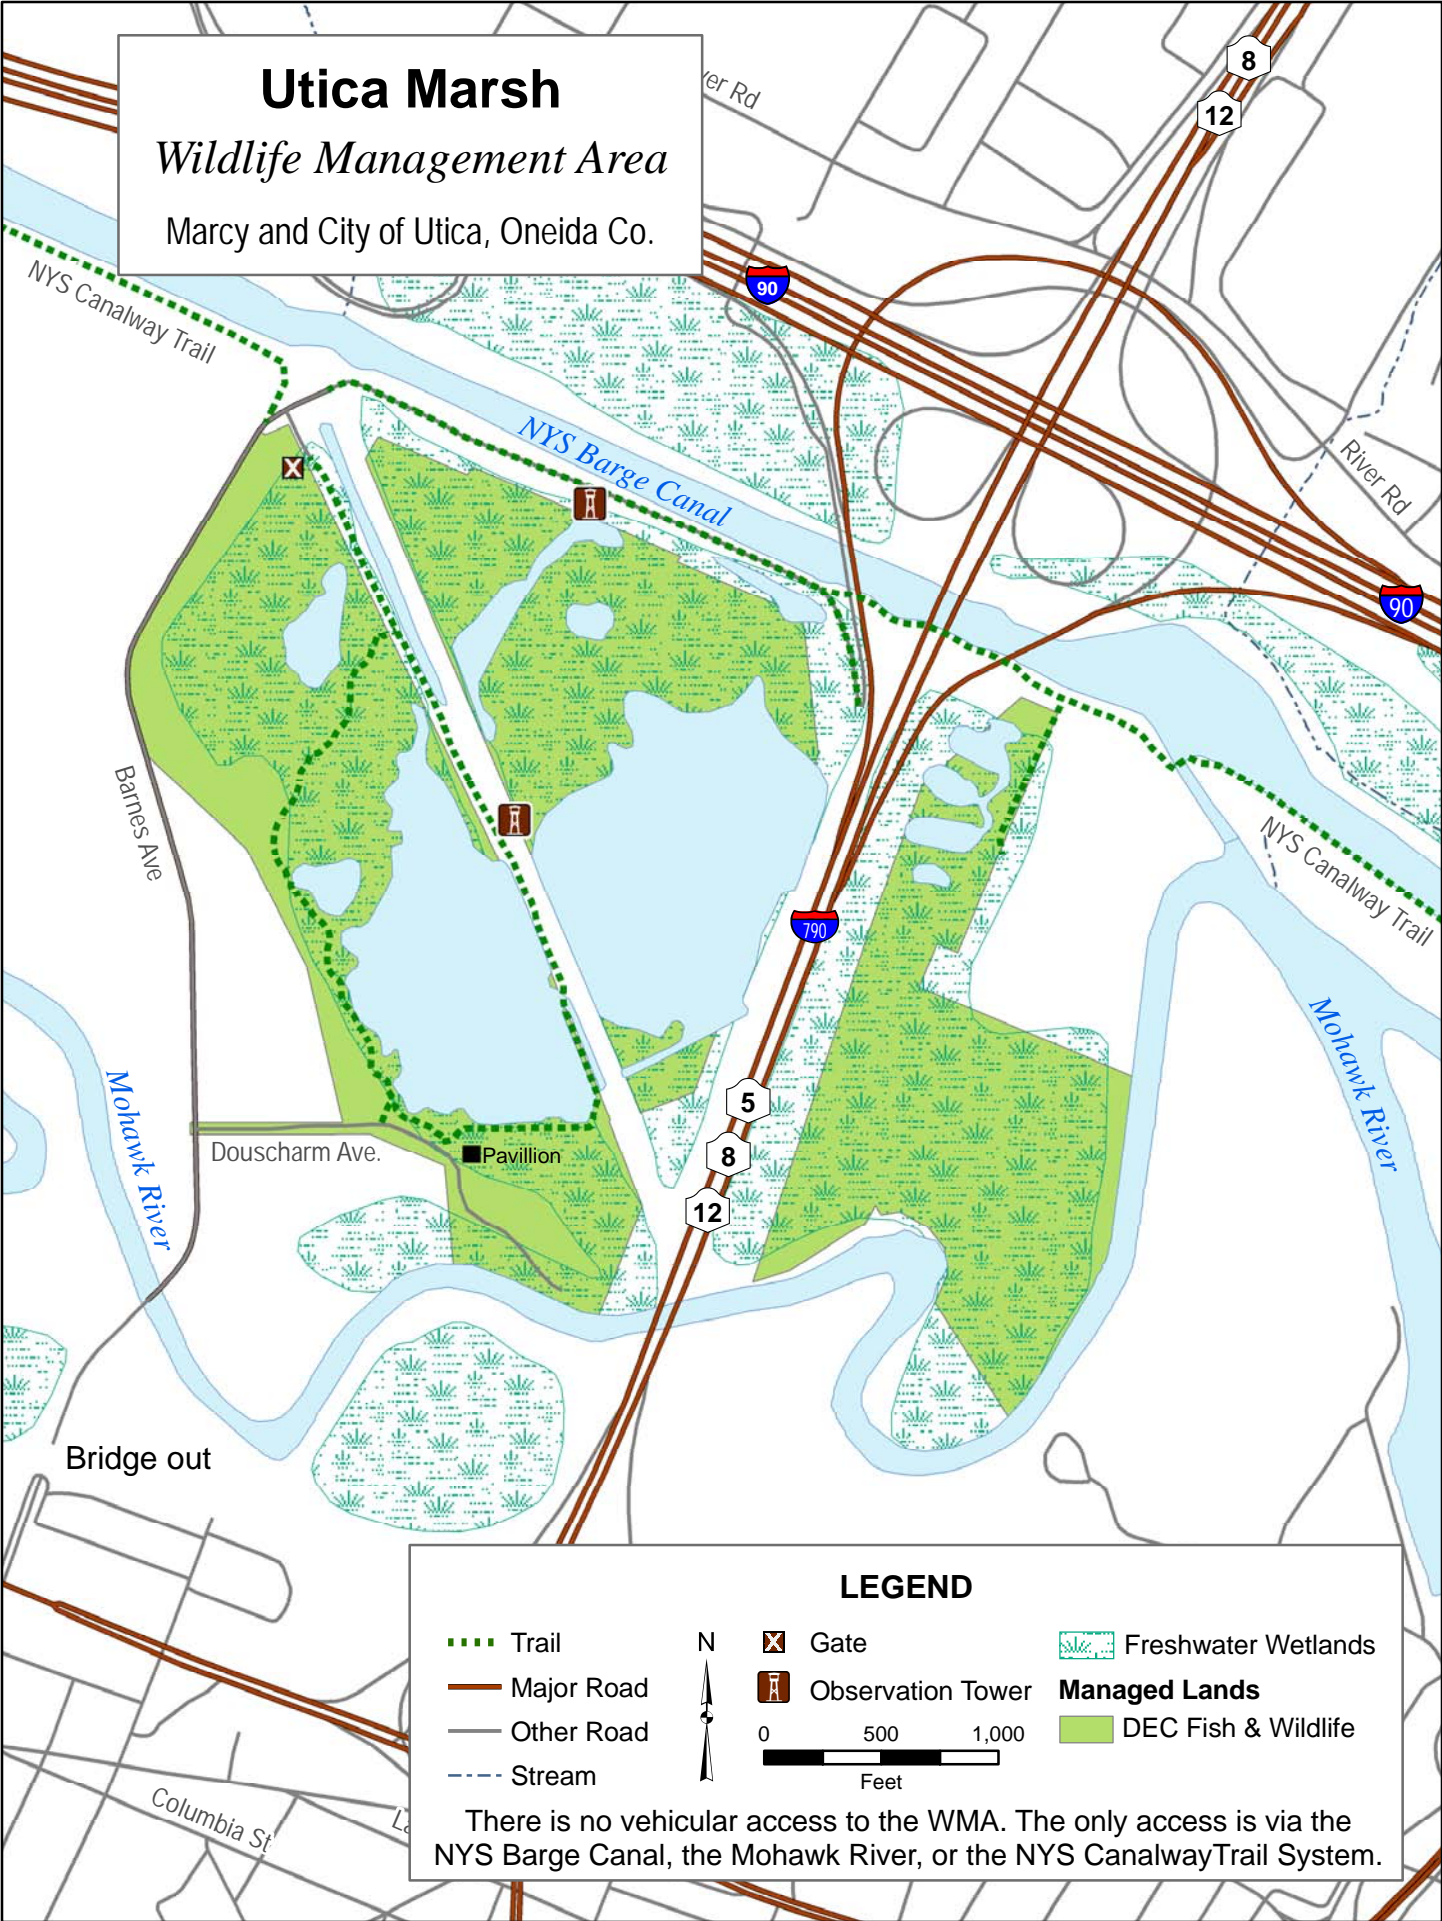 Utica Marsh
Wildlife Management Area
Marcy and City of Utica, Oneida Co.
Rd
8
12
90
NYS Canalway Trail
NYS Barge Canal
River Rd
90
Barnes Ave
790
NYS Canalway Trail
Mohawk River
Mohawk River
5
8
12
Douscharm Ave.
Pavillion
Bridge out
Columbia St
LEGEND
Trail
Major Road
Other Road
Stream
N
Gate
Observation Tower
0 500 1,000
Feet
Freshwater Wetlands
Managed Lands
DEC Fish & Wildlife
There is no vehicular access to the WMA. The only access is via the
NYS Barge Canal, the Mohawk River, or the NYS CanalwayTrail System.